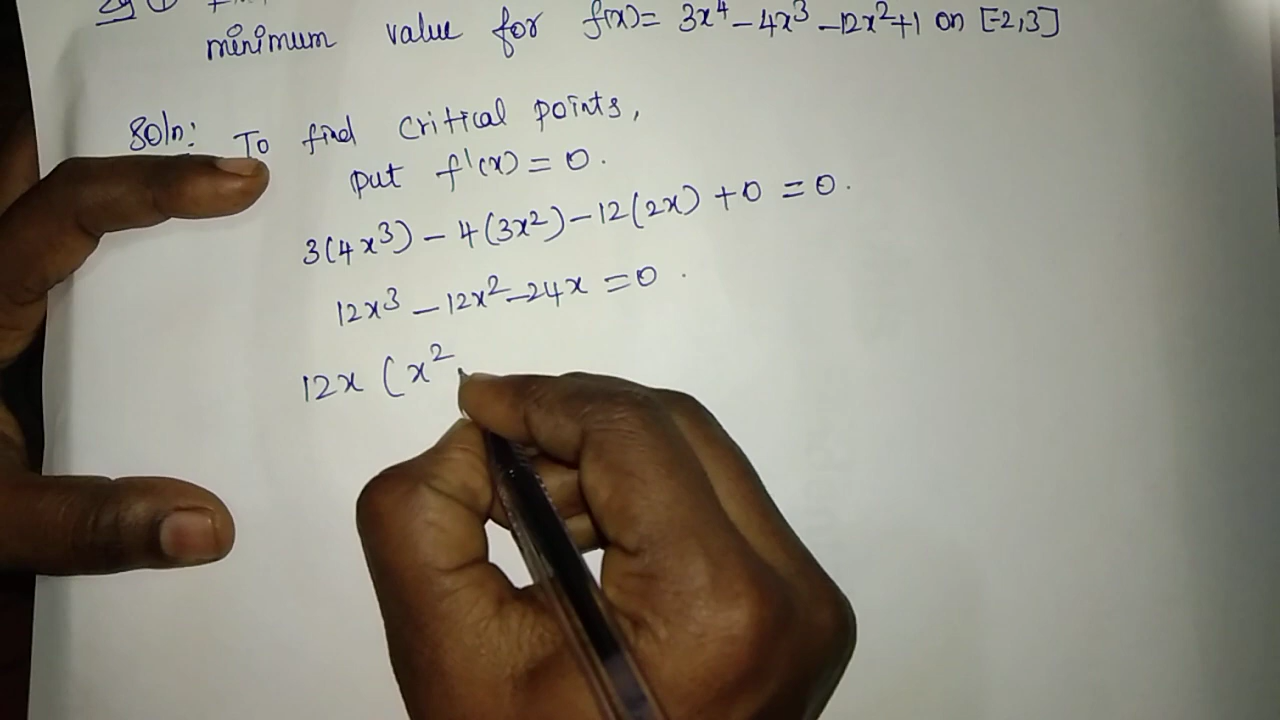 minimum value for f(x) = 3x⁴ - 4x³ - 12x² + 1 on [-2,3]
Soln: To find critical points,
put f'(x) = 0.
3(4x³) - 4(3x²) - 12(2x) + 0 = 0.
12x³ - 12x² - 24x = 0.
12x (x²